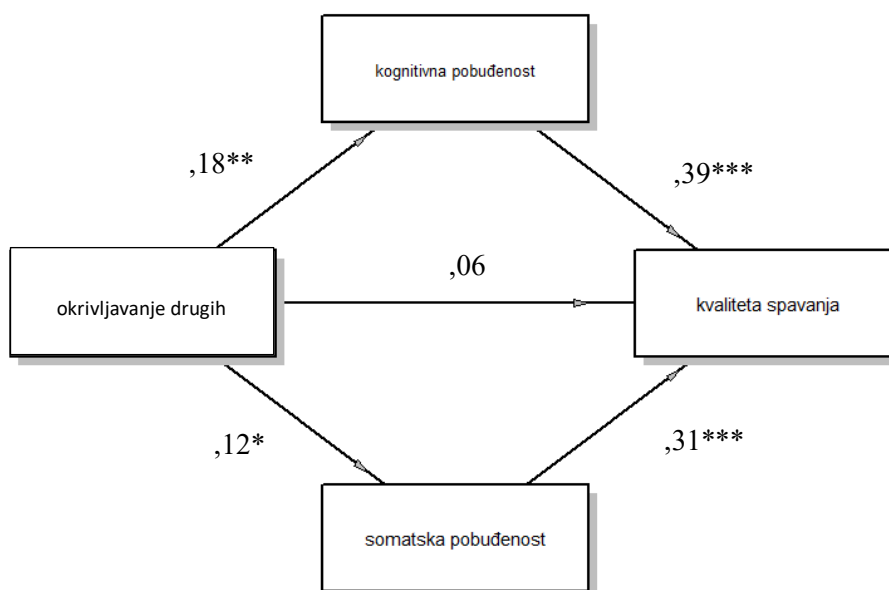 kognitivna pobuđenost
,18**
,39***
,06
okrivljavanje drugih
kvaliteta spavanja
,12*
,31***
somatska pobuđenost